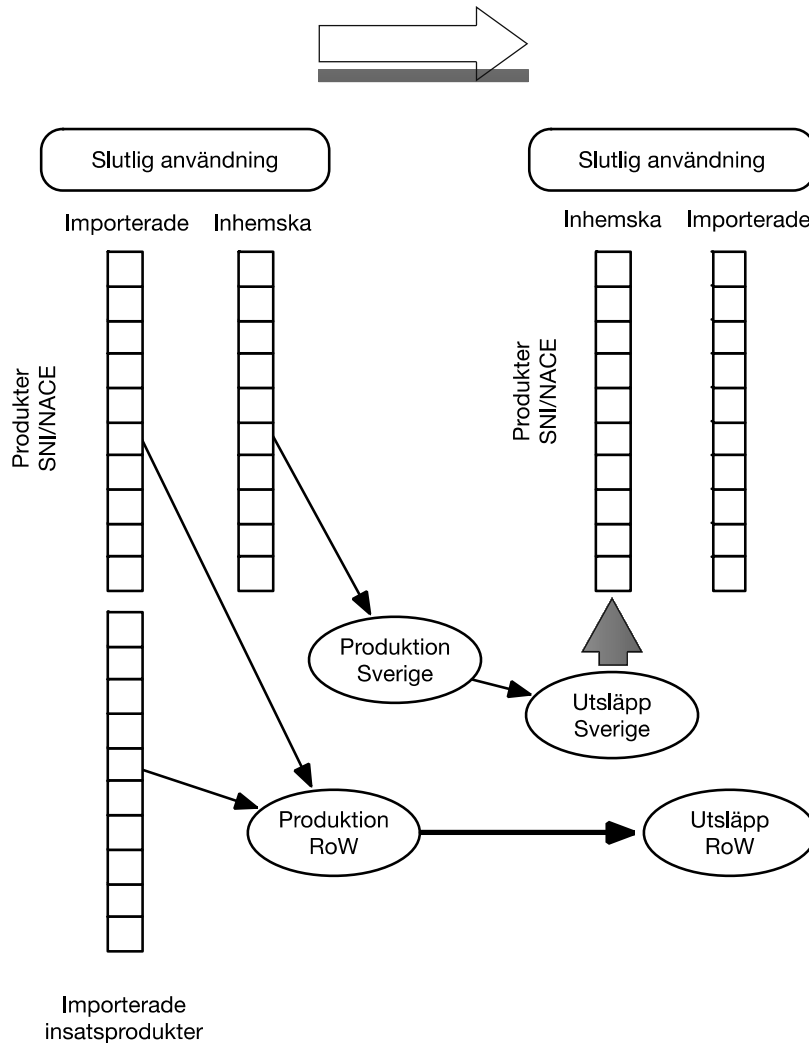 Slutlig användning
Slutlig användning
Importerade
Inhemska
Inhemska
Importerade
Produkter
SNI/NACE
Produkter
SNI/NACE
Produktion
Sverige
Utsläpp
Sverige
Produktion
RoW
Utsläpp
RoW
Importerade
insatsprodukter